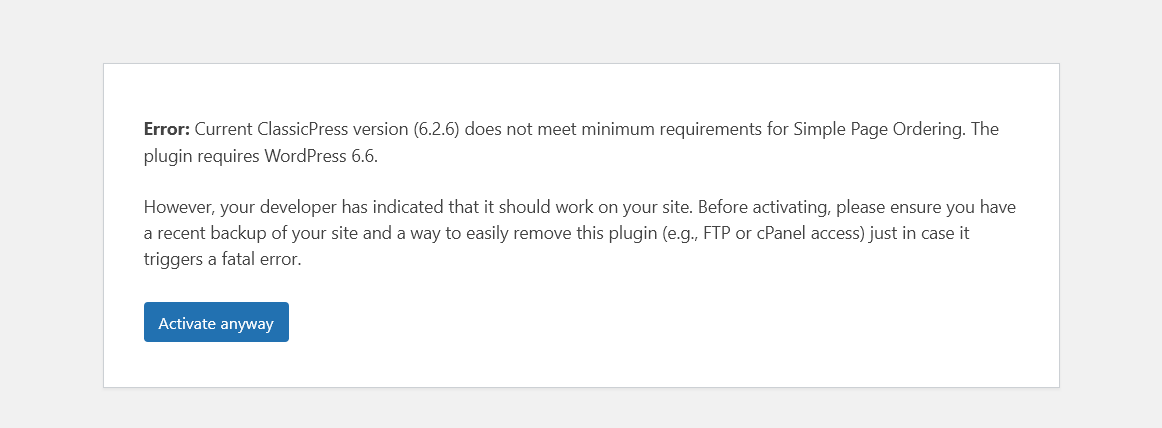 Error: Current ClassicPress version (6.2.6) does not meet minimum requirements for Simple Page Ordering. The
plugin requires WordPress 6.6.
However, your developer has indicated that it should work on your site. Before activating, please ensure you have
a recent backup of your site and a way to easily remove this plugin (e.g., FTP or cPanel access) just in case it
triggers a fatal error.
Activate anyway